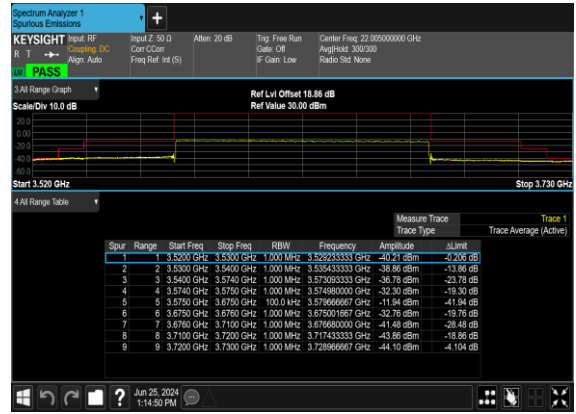 Spectrum Analyzer 1
Spurious Emissions
+
KEYSIGHT Input: RF Input Z: 50 Ω Atten: 20 dB Trig: Free Run Center Freq: 22.005000000 GHz
R T Coupling: DC Corr CCorr Gate: Off Avg|Hold: 300/300
Align: Auto Freq Ref: Int (S) IF Gain: Low Radio Std: None
LW PASS
3 All Range Graph
Ref Lvl Offset 18.86 dB
Scale/Div 10.0 dB Ref Value 30.00 dBm
20.0
0.00
-20.0
-40.0
-60.0
Start 3.520 GHz Stop 3.730 GHz
4 All Range Table
Measure Trace Trace 1
Trace Type Trace Average (Active)
Spur Range Start Freq Stop Freq RBW Frequency Amplitude ΔLimit
1 1 3.5200 GHz 3.5300 GHz 1.000 MHz 3.529233333 GHz -40.21 dBm -0.206 dB
2 2 3.5300 GHz 3.5400 GHz 1.000 MHz 3.535433333 GHz -38.86 dBm -13.86 dB
3 3 3.5400 GHz 3.5740 GHz 1.000 MHz 3.573093333 GHz -36.78 dBm -23.78 dB
4 4 3.5740 GHz 3.5750 GHz 1.000 MHz 3.574980000 GHz -32.30 dBm -19.30 dB
5 5 3.5750 GHz 3.6750 GHz 100.0 kHz 3.579666667 GHz -11.94 dBm -41.94 dB
6 6 3.6750 GHz 3.6760 GHz 1.000 MHz 3.675001667 GHz -32.76 dBm -19.76 dB
7 7 3.6760 GHz 3.7100 GHz 1.000 MHz 3.676680000 GHz -41.48 dBm -28.48 dB
8 8 3.7100 GHz 3.7200 GHz 1.000 MHz 3.717433333 GHz -43.86 dBm -18.86 dB
9 9 3.7200 GHz 3.7300 GHz 1.000 MHz 3.728966667 GHz -44.10 dBm -4.104 dB
? Jun 25, 2024
1:14:50 PM